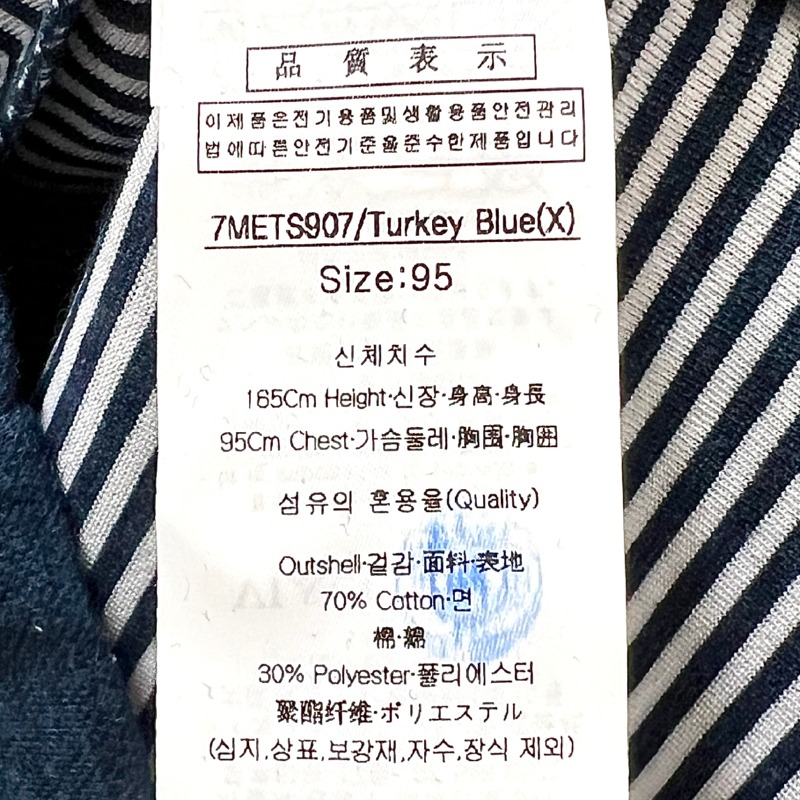 品質表示
이제품은전기용품및생활용품안전관리
법에따른안전기준을준수한제품입니다
7METS907/Turkey Blue(X)
Size:95
신체치수
165Cm Height·신장·身高·身長
95Cm Chest·가슴둘레·胸围·胸囲
섬유의 혼용율(Quality)
Outshell·겉감·面料·表地
70% Cotton·면
棉·綿
30% Polyester·폴리에스터
聚酯纤维·ポリエステル
(심지,상표,보강재,자수,장식 제외)